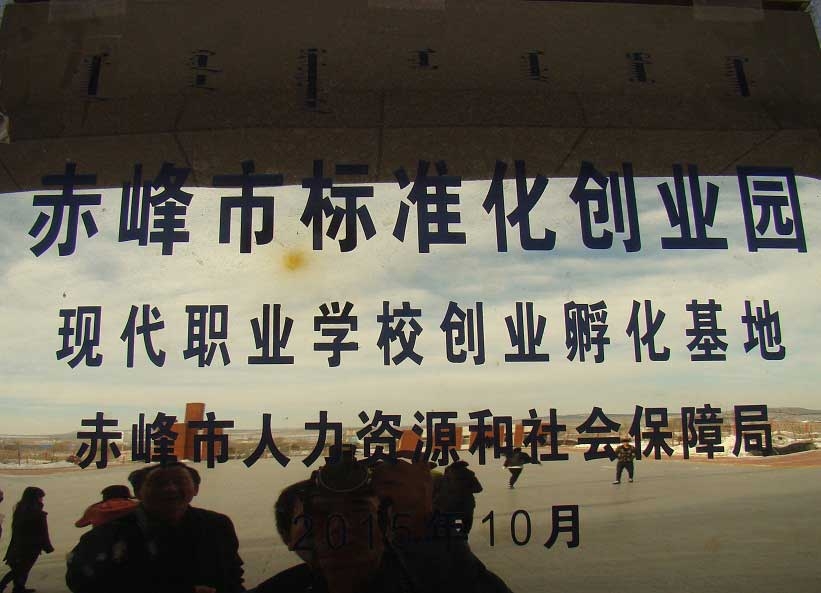 赤峰市标准化创业园
现代职业学校创业孵化基地
赤峰市人力资源和社会保障局
2015年10月